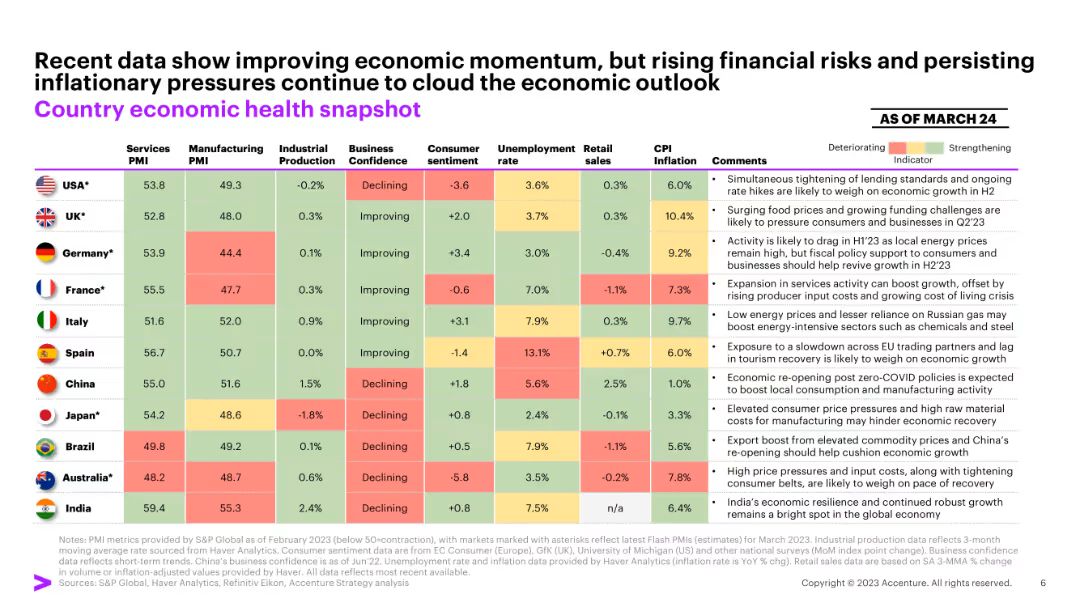 Recent data show improving economic momentum, but rising financial risks and persisting
inflationary pressures continue to cloud the economic outlook
Country economic health snapshot
AS OF MARCH 24
Deteriorating Strengthening
Indicator
Services PMI Manufacturing PMI Industrial Production Business Confidence Consumer sentiment Unemployment rate Retail sales CPI Inflation Comments
USA* 53.8 49.3 -0.2% Declining -3.6 3.6% 0.3% 6.0%
• Simultaneous tightening of lending standards and ongoing
rate hikes are likely to weigh on economic growth in H2
UK* 52.8 48.0 0.3% Improving +2.0 3.7% 0.3% 10.4%
• Surging food prices and growing funding challenges are
likely to pressure consumers and businesses in Q2'23
Germany* 53.9 44.4 0.1% Improving +3.4 3.0% -0.4% 9.2%
• Activity is likely to drag in H1'23 as local energy prices
remain high, but fiscal policy support to consumers and
businesses should help revive growth in H2'23
France* 55.5 47.7 0.3% Improving -0.6 7.0% -1.1% 7.3%
• Expansion in services activity can boost growth, offset by
rising producer input costs and growing cost of living crisis
Italy 51.6 52.0 0.9% Improving +3.1 7.9% 0.3% 9.7%
• Low energy prices and lesser reliance on Russian gas may
boost energy-intensive sectors such as chemicals and steel
Spain 56.7 50.7 0.0% Improving -1.4 13.1% +0.7% 6.0%
• Exposure to a slowdown across EU trading partners and lag
in tourism recovery is likely to weigh on economic growth
China 55.0 51.6 1.5% Declining +1.8 5.6% 2.5% 1.0%
• Economic re-opening post zero-COVID policies is expected
to boost local consumption and manufacturing activity
Japan* 54.2 48.6 -1.8% Declining +0.8 2.4% -0.1% 3.3%
• Elevated consumer price pressures and high raw material
costs for manufacturing may hinder economic recovery
Brazil 49.8 49.2 0.1% Declining +0.5 7.9% -1.1% 5.6%
• Export boost from elevated commodity prices and China's
re-opening should help cushion economic growth
Australia* 48.2 48.7 0.6% Declining -5.8 3.5% -0.2% 7.8%
• High price pressures and input costs, along with tightening
consumer belts, are likely to weigh on pace of recovery
India 59.4 55.3 2.4% Declining +0.8 7.5% n/a 6.4%
• India's economic resilience and continued robust growth
remains a bright spot in the global economy
Notes: PMI metrics provided by S&P Global as of February 2023 (below 50=contraction), with markets marked with asterisks reflect latest Flash PMIs (estimates) for March 2023. Industrial production data reflects 3-month
moving average rate sourced from Haver Analytics. Consumer sentiment data are from EC Consumer (Europe), GfK (UK), University of Michigan (US) and other national surveys (MoM index point change). Business confidence
data reflects short-term trends. China's business confidence is as of Jun'22. Unemployment rate and inflation data provided by Haver Analytics (inflation rate is YoY % chg). Retail sales data are based on SA 3-MMA % change
in volume or inflation-adjusted values provided by Haver. All data reflects most recent available.
Sources: S&P Global, Haver Analytics, Refinitiv Eikon, Accenture Strategy analysis
Copyright © 2023 Accenture. All rights reserved. 6